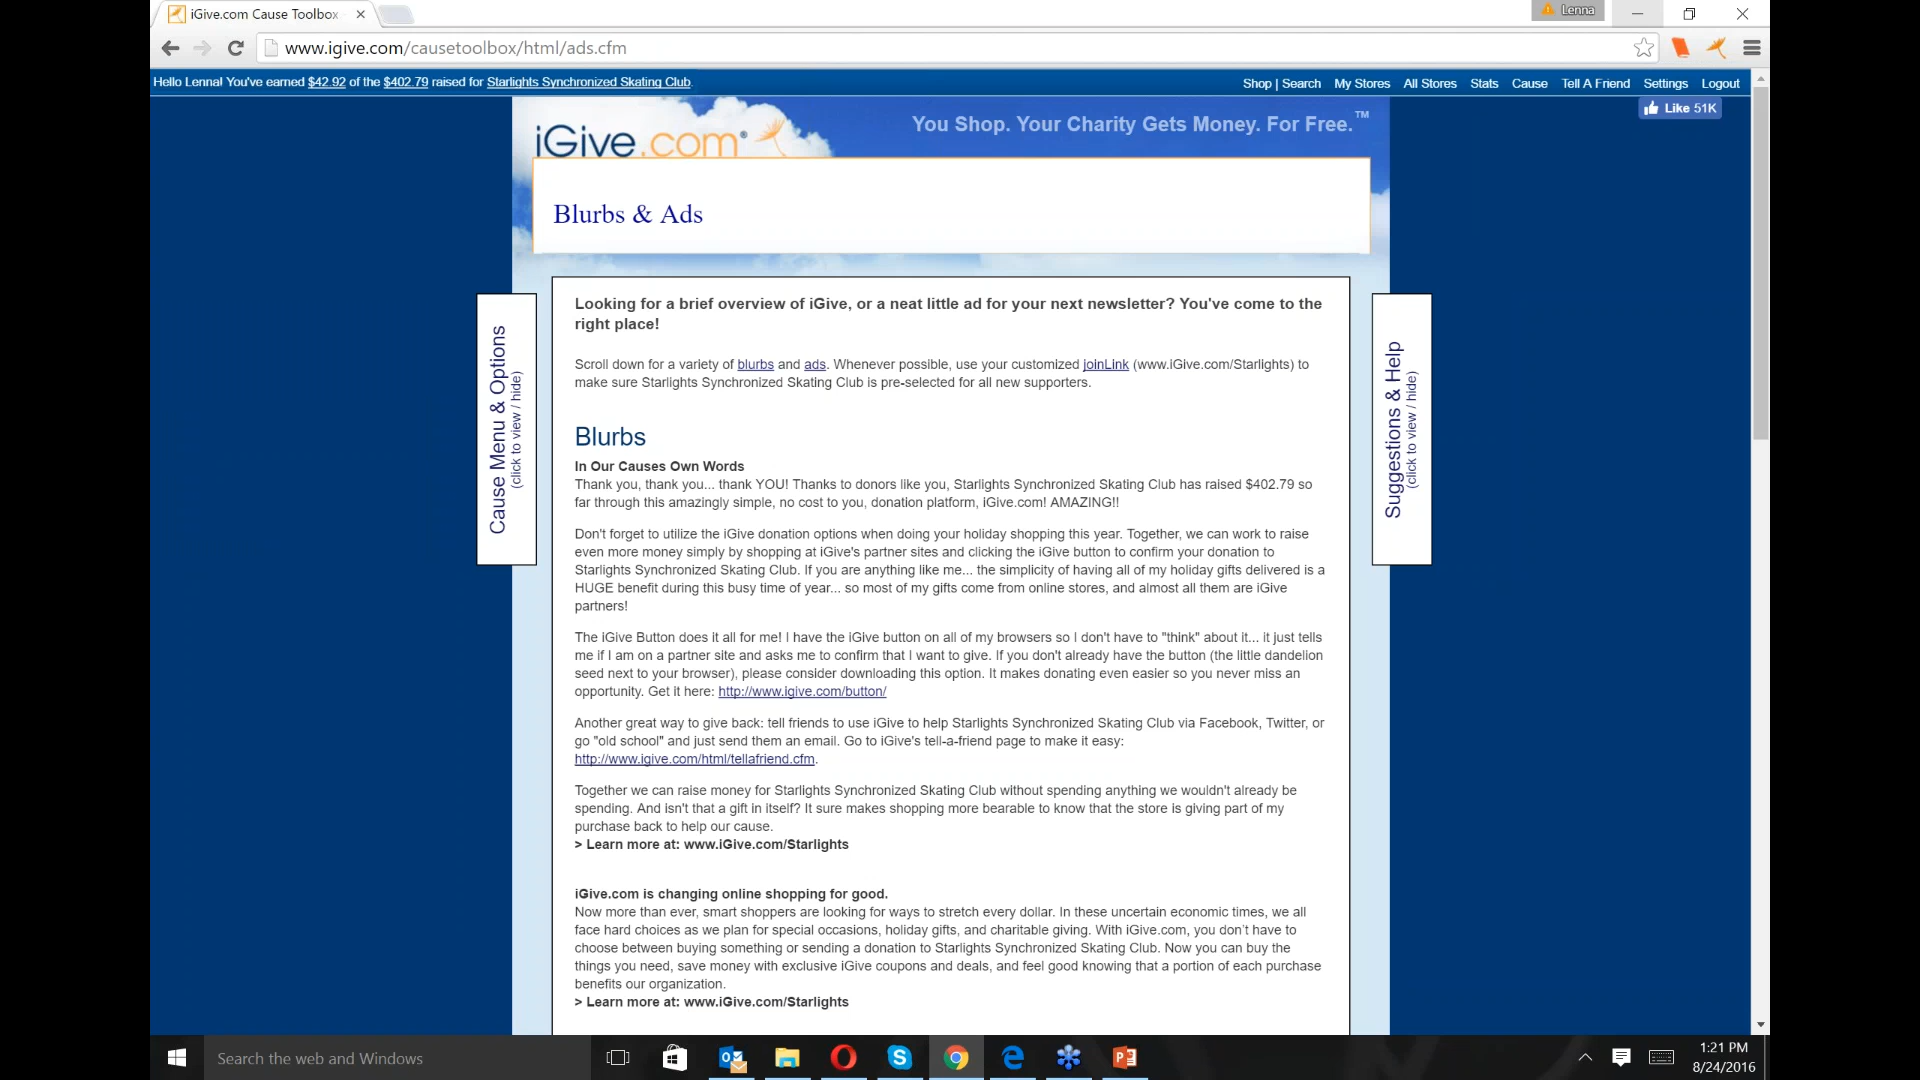 iGive.com Cause Toolbox
Lenna
www.igive.com/causetoolbox/html/ads.cfm
Hello Lenna! You've earned $42.92 of the $402.79 raised for Starlights Synchronized Skating Club.
Shop | Search My Stores All Stores Stats Cause Tell A Friend Settings Logout
Like 51K
iGive.com®
You Shop. Your Charity Gets Money. For Free.™
Blurbs & Ads
Cause Menu & Options
(click to view / hide)
Suggestions & Help
(click to view / hide)
Looking for a brief overview of iGive, or a neat little ad for your next newsletter? You've come to the
right place!
Scroll down for a variety of blurbs and ads. Whenever possible, use your customized joinLink (www.iGive.com/Starlights) to
make sure Starlights Synchronized Skating Club is pre-selected for all new supporters.
Blurbs
In Our Causes Own Words
Thank you, thank you... thank YOU! Thanks to donors like you, Starlights Synchronized Skating Club has raised $402.79 so
far through this amazingly simple, no cost to you, donation platform, iGive.com! AMAZING!!
Don't forget to utilize the iGive donation options when doing your holiday shopping this year. Together, we can work to raise
even more money simply by shopping at iGive's partner sites and clicking the iGive button to confirm your donation to
Starlights Synchronized Skating Club. If you are anything like me... the simplicity of having all of my holiday gifts delivered is a
HUGE benefit during this busy time of year... so most of my gifts come from online stores, and almost all them are iGive
partners!
The iGive Button does it all for me! I have the iGive button on all of my browsers so I don't have to "think" about it... it just tells
me if I am on a partner site and asks me to confirm that I want to give. If you don't already have the button (the little dandelion
seed next to your browser), please consider downloading this option. It makes donating even easier so you never miss an
opportunity. Get it here: http://www.igive.com/button/
Another great way to give back: tell friends to use iGive to help Starlights Synchronized Skating Club via Facebook, Twitter, or
go "old school" and just send them an email. Go to iGive's tell-a-friend page to make it easy:
http://www.igive.com/html/tellafriend.cfm.
Together we can raise money for Starlights Synchronized Skating Club without spending anything we wouldn't already be
spending. And isn't that a gift in itself? It sure makes shopping more bearable to know that the store is giving part of my
purchase back to help our cause.
> Learn more at: www.iGive.com/Starlights
iGive.com is changing online shopping for good.
Now more than ever, smart shoppers are looking for ways to stretch every dollar. In these uncertain economic times, we all
face hard choices as we plan for special occasions, holiday gifts, and charitable giving. With iGive.com, you don't have to
choose between buying something or sending a donation to Starlights Synchronized Skating Club. Now you can buy the
things you need, save money with exclusive iGive coupons and deals, and feel good knowing that a portion of each purchase
benefits our organization.
> Learn more at: www.iGive.com/Starlights
Search the web and Windows
1:21 PM
8/24/2016